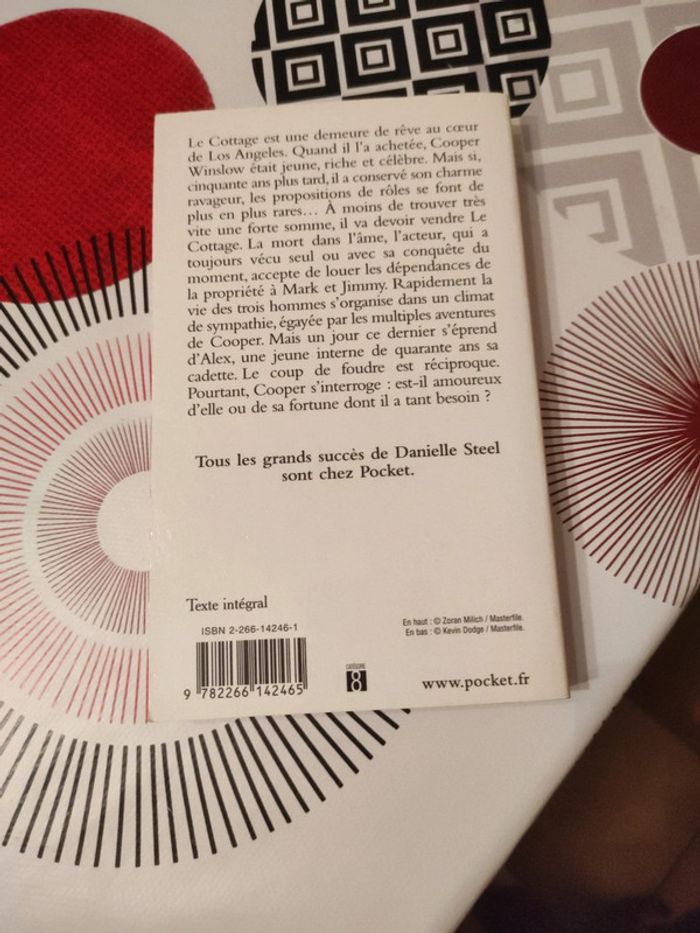 Le Cottage est une demeure de rêve au cœur
de Los Angeles. Quand il l'a achetée, Cooper
Winslow était jeune, riche et célèbre. Mais si,
cinquante ans plus tard, il a conservé son charme
ravageur, les propositions de rôles se font de
plus en plus rares… À moins de trouver très
vite une forte somme, il va devoir vendre Le
Cottage. La mort dans l'âme, l'acteur, qui a
toujours vécu seul ou avec sa conquête du
moment, accepte de louer les dépendances de
la propriété à Mark et Jimmy. Rapidement la
vie des trois hommes s'organise dans un climat
de sympathie, égayée par les multiples aventures
de Cooper. Mais un jour ce dernier s'éprend
d'Alex, une jeune interne de quarante ans sa
cadette. Le coup de foudre est réciproque.
Pourtant, Cooper s'interroge : est-il amoureux
d'elle ou de sa fortune dont il a tant besoin ?
Tous les grands succès de Danielle Steel
sont chez Pocket.
Texte intégral
ISBN 2-266-14246-1
9 782266 142465
En haut : © Zoran Milich / Masterfile.
En bas : © Kevin Dodge / Masterfile.
CATÉGORIE
8
www.pocket.fr